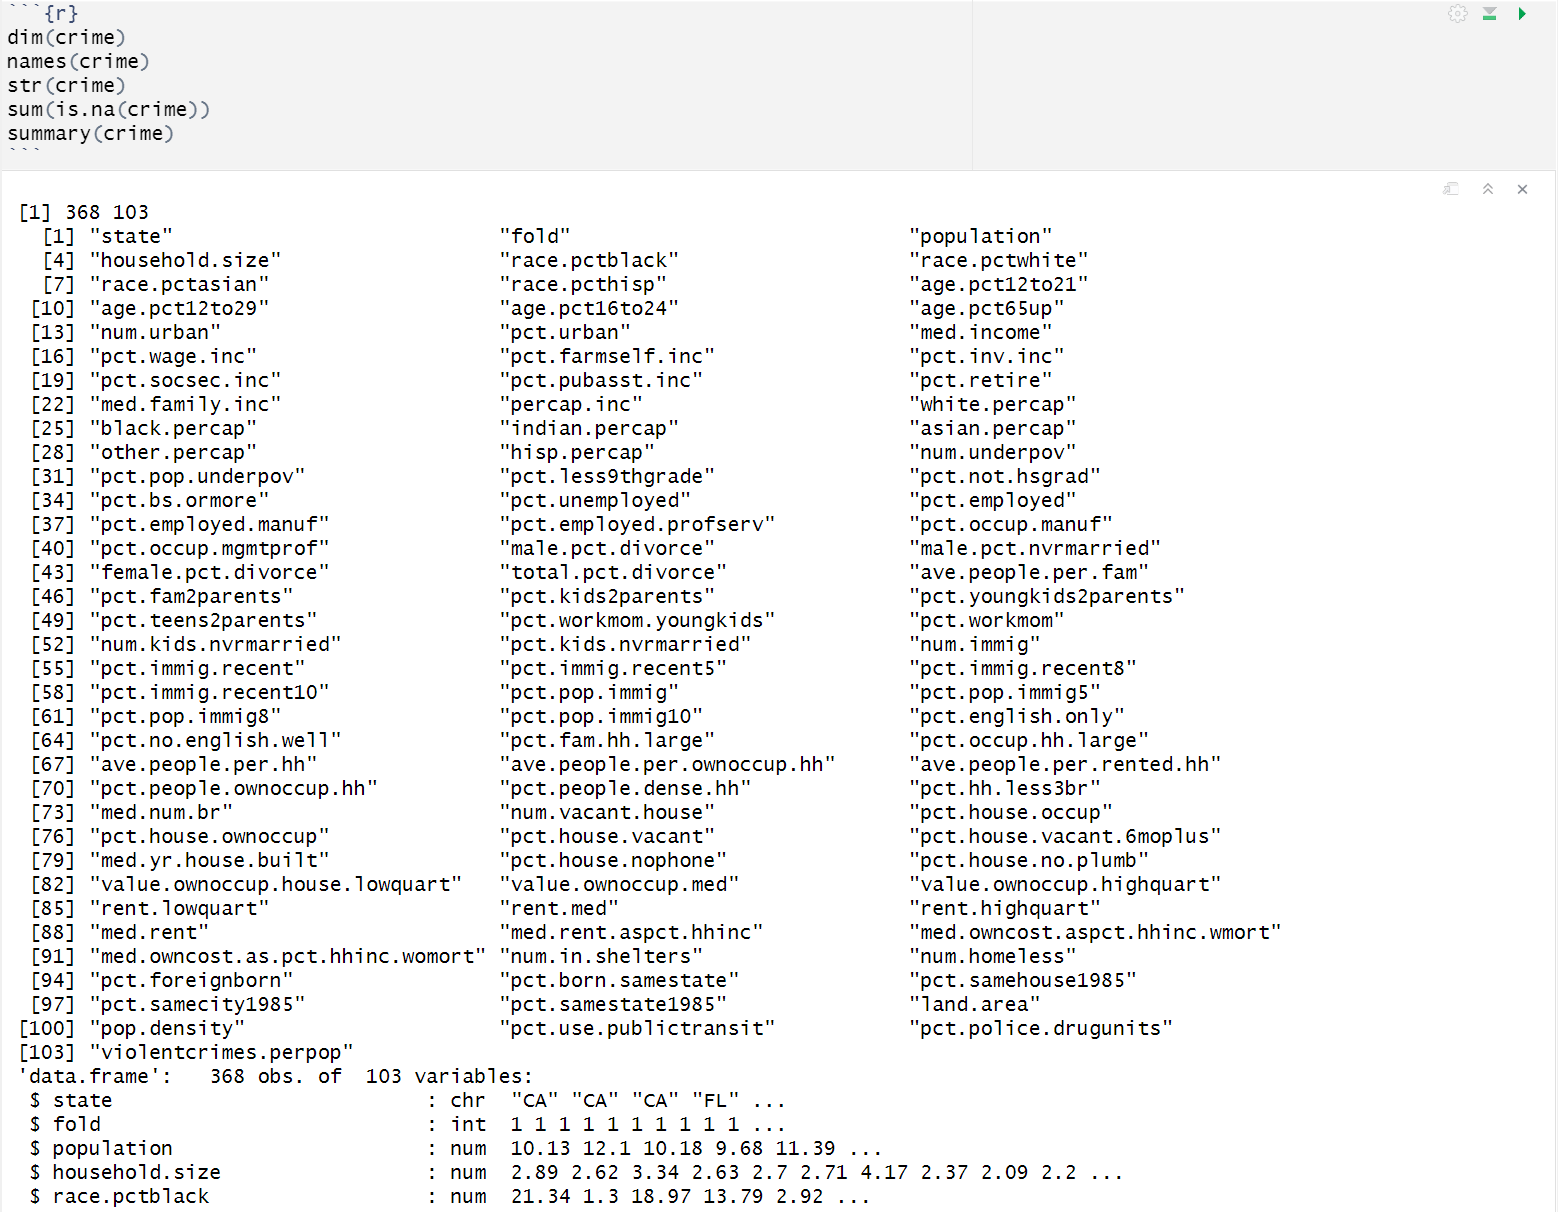 ```{r}
dim(crime)
names(crime)
str(crime)
sum(is.na(crime))
summary(crime)
```
[1] 368 103
[1] "state" "fold" "population"
[4] "household.size" "race.pctblack" "race.pctwhite"
[7] "race.pctasian" "race.pcthisp" "age.pct12to21"
[10] "age.pct12to29" "age.pct16to24" "age.pct65up"
[13] "num.urban" "pct.urban" "med.income"
[16] "pct.wage.inc" "pct.farmself.inc" "pct.inv.inc"
[19] "pct.socsec.inc" "pct.pubasst.inc" "pct.retire"
[22] "med.family.inc" "percap.inc" "white.percap"
[25] "black.percap" "indian.percap" "asian.percap"
[28] "other.percap" "hisp.percap" "num.underpov"
[31] "pct.pop.underpov" "pct.less9thgrade" "pct.not.hsgrad"
[34] "pct.bs.ormore" "pct.unemployed" "pct.employed"
[37] "pct.employed.manuf" "pct.employed.profserv" "pct.occup.manuf"
[40] "pct.occup.mgmtprof" "male.pct.divorce" "male.pct.nvrmarried"
[43] "female.pct.divorce" "total.pct.divorce" "ave.people.per.fam"
[46] "pct.fam2parents" "pct.kids2parents" "pct.youngkids2parents"
[49] "pct.teens2parents" "pct.workmom.youngkids" "pct.workmom"
[52] "num.kids.nvrmarried" "pct.kids.nvrmarried" "num.immig"
[55] "pct.immig.recent" "pct.immig.recent5" "pct.immig.recent8"
[58] "pct.immig.recent10" "pct.pop.immig" "pct.pop.immig5"
[61] "pct.pop.immig8" "pct.pop.immig10" "pct.english.only"
[64] "pct.no.english.well" "pct.fam.hh.large" "pct.occup.hh.large"
[67] "ave.people.per.hh" "ave.people.per.ownoccup.hh" "ave.people.per.rented.hh"
[70] "pct.people.ownoccup.hh" "pct.people.dense.hh" "pct.hh.less3br"
[73] "med.num.br" "num.vacant.house" "pct.house.occup"
[76] "pct.house.ownoccup" "pct.house.vacant" "pct.house.vacant.6moplus"
[79] "med.yr.house.built" "pct.house.nophone" "pct.house.no.plumb"
[82] "value.ownoccup.house.lowquart" "value.ownoccup.med" "value.ownoccup.highquart"
[85] "rent.lowquart" "rent.med" "rent.highquart"
[88] "med.rent" "med.rent.aspct.hhinc" "med.owncost.aspct.hhinc.wmort"
[91] "med.owncost.as.pct.hhinc.womort" "num.in.shelters" "num.homeless"
[94] "pct.foreignborn" "pct.born.samestate" "pct.samehouse1985"
[97] "pct.samecity1985" "pct.samestate1985" "land.area"
[100] "pop.density" "pct.use.publictransit" "pct.police.drugunits"
[103] "violentcrimes.perpop"
'data.frame': 368 obs. of 103 variables:
$ state : chr "CA" "CA" "CA" "FL" ...
$ fold : int 1 1 1 1 1 1 1 1 1 1 ...
$ population : num 10.13 12.1 10.18 9.68 11.39 ...
$ household.size : num 2.89 2.62 3.34 2.63 2.7 2.71 4.17 2.37 2.09 2.2 ...
$ race.pctblack : num 21.34 1.3 18.97 13.79 2.92 ...